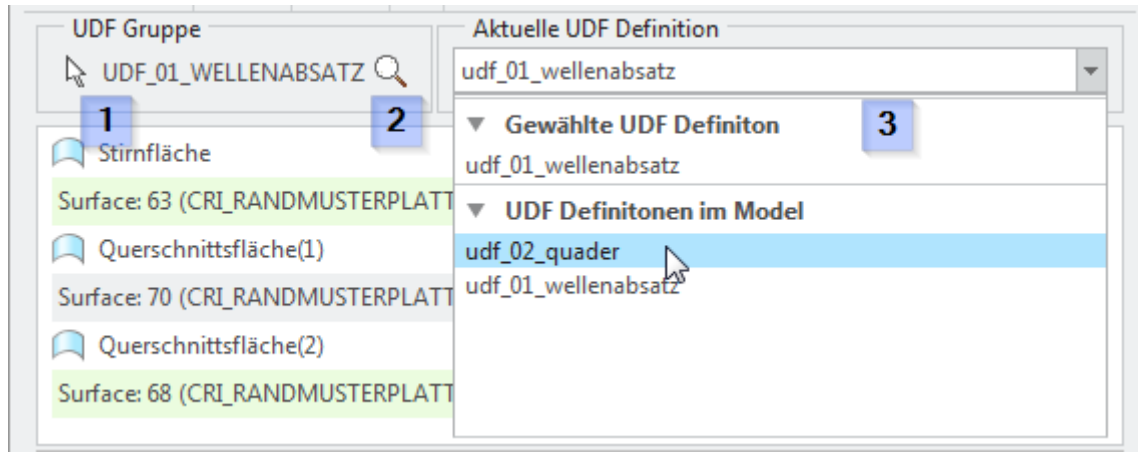 UDF Gruppe
UDF_01_WELLENABSATZ
1
2
Stirnfläche
Surface: 63 (CRI_RANDMUSTERPLATT
Querschnittsfläche(1)
Surface: 70 (CRI_RANDMUSTERPLATT
Querschnittsfläche(2)
Surface: 68 (CRI_RANDMUSTERPLATT
Aktuelle UDF Definition
udf_01_wellenabsatz
Gewählte UDF Definiton
3
udf_01_wellenabsatz
UDF Definitonen im Model
udf_02_quader
udf_01_wellenabsatz